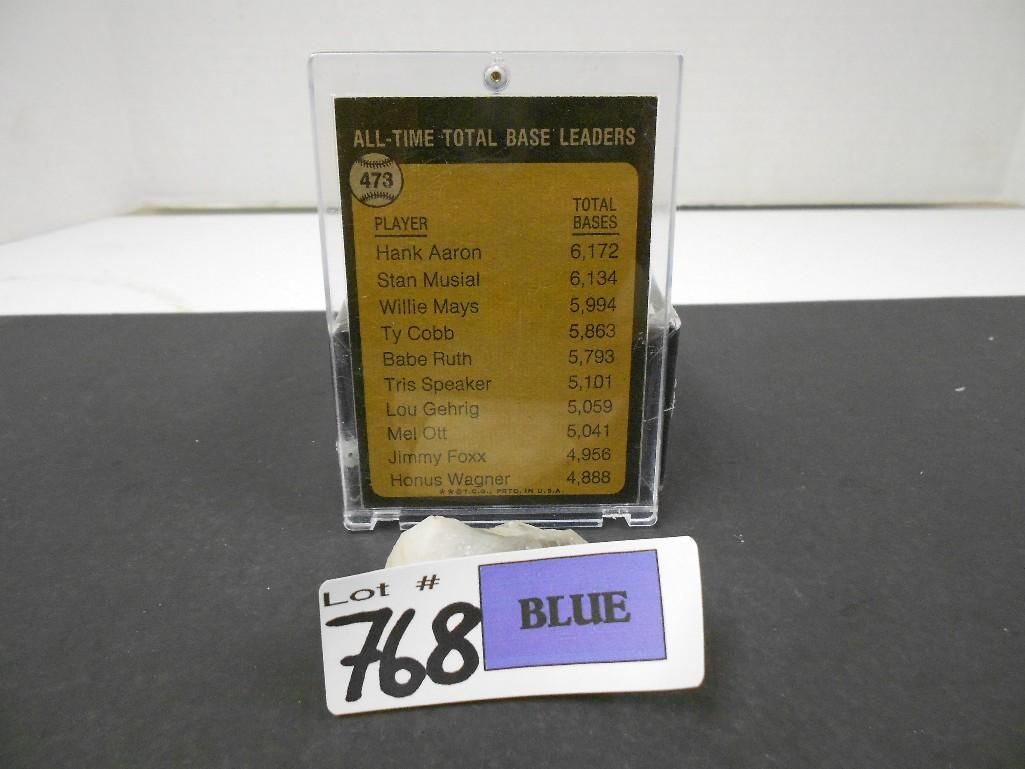 ALL-TIME TOTAL BASE LEADERS
473
PLAYER TOTAL BASES
Hank Aaron 6,172
Stan Musial 6,134
Willie Mays 5,994
Ty Cobb 5,863
Babe Ruth 5,793
Tris Speaker 5,101
Lou Gehrig 5,059
Mel Ott 5,041
Jimmy Foxx 4,956
Honus Wagner 4,888
**©T.C.G., PRTD. IN U.S.A.
Lot #
768
BLUE